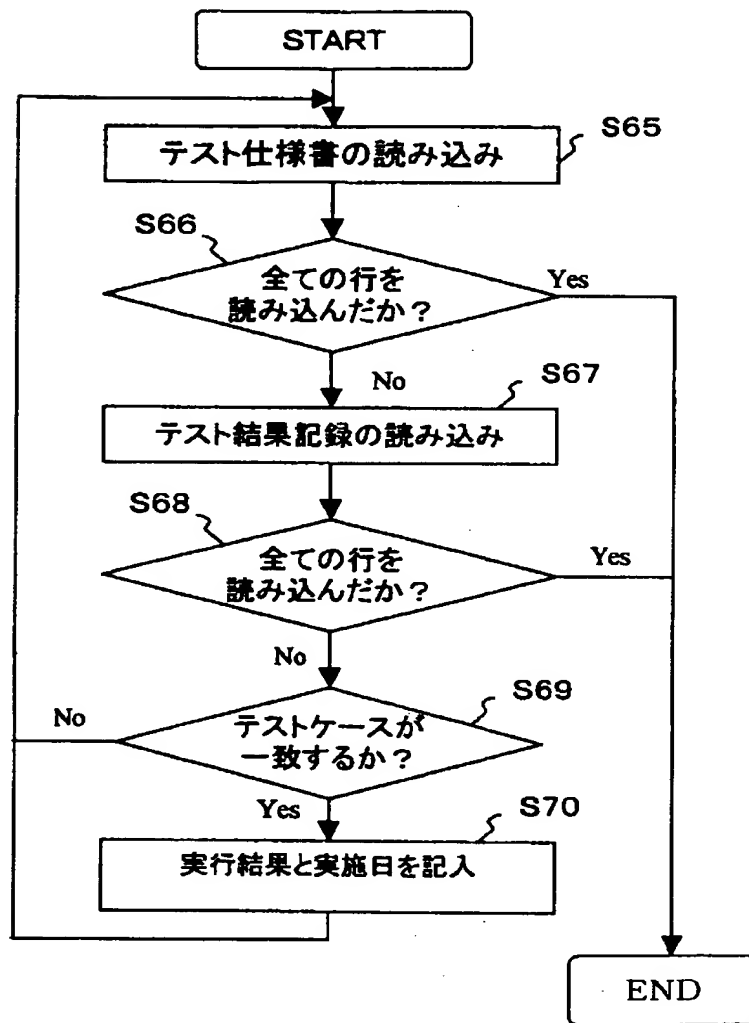 START
S65
テスト仕様書の読み込み
S66
全ての行を
読み込んだか？
Yes
No
S67
テスト結果記録の読み込み
S68
全ての行を
読み込んだか？
Yes
No
S69
No
テストケースが
一致するか？
Yes
S70
実行結果と実施日を記入
END